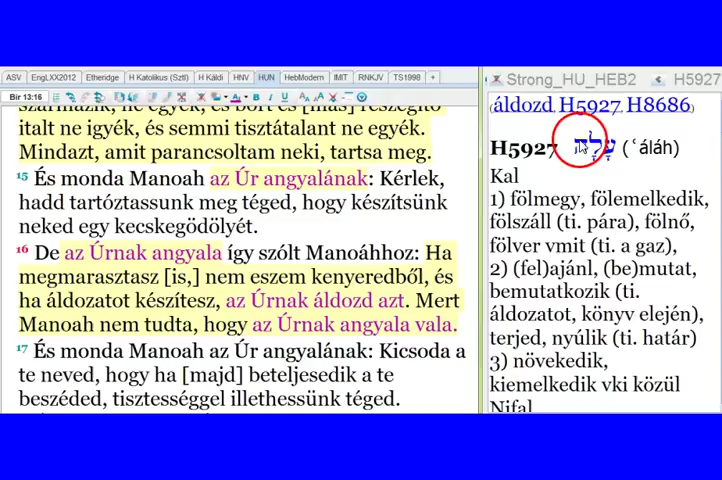 ASV EngLXX2012 Etheridge H Katolikus (SztI) H Káldi HNV HUN HebModern IMIT RNKJV TS1998 +
Bir 13:16
italt ne igyék, és semmi tisztátalant ne egyék.
Mindazt, amit parancsoltam neki, tartsa meg.
15 És monda Manoah az Úr angyalának: Kérlek,
hadd tartóztassunk meg téged, hogy készítsünk
neked egy kecskegödölyét.
16 De az Úrnak angyala így szólt Manoáhhoz: Ha
megmarasztasz [is,] nem eszem kenyeredből, és
ha áldozatot készítesz, az Úrnak áldozd azt. Mert
Manoah nem tudta, hogy az Úrnak angyala vala.
17 És monda Manoah az Úr angyalának: Kicsoda a
te neved, hogy ha [majd] beteljesedik a te
beszéded, tisztességgel illethessünk téged.
Strong_HU_HEB2 H5927
(áldozd H5927 H8686)
H5927 עָלָה (ʿáláh)
Kal
1) fölmegy, fölemelkedik,
fölszáll (ti. pára), fölnő,
fölver vmit (ti. a gaz),
2) (fel)ajánl, (be)mutat,
bemutatkozik (ti.
áldozatot, könyv elején),
terjed, nyúlik (ti. határ)
3) növekedik,
kiemelkedik vki közül
Nifal